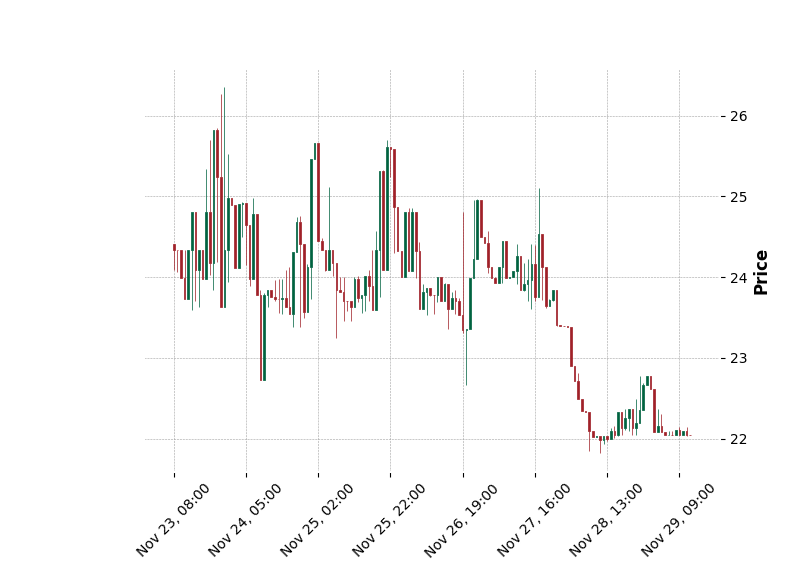 26
25
24
23
22
Price
Nov 23, 08:00
Nov 24, 05:00
Nov 25, 02:00
Nov 25, 22:00
Nov 26, 19:00
Nov 27, 16:00
Nov 28, 13:00
Nov 29, 09:00